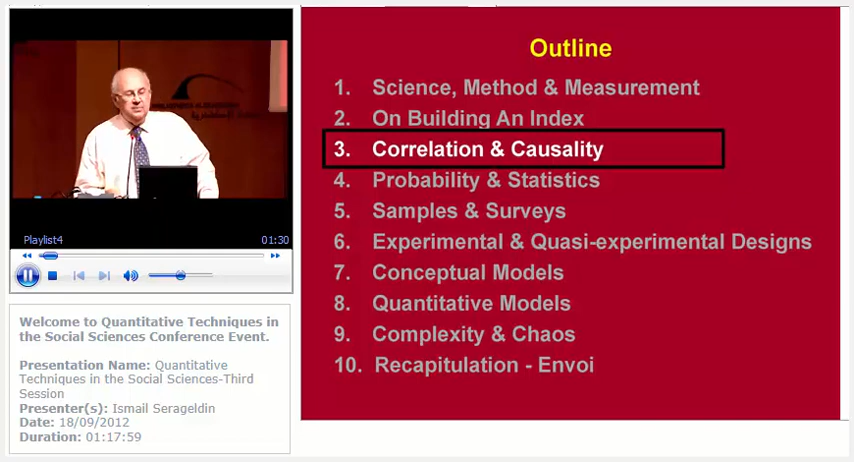 Playlist4
01:30
Welcome to Quantitative Techniques in
the Social Sciences Conference Event.
Presentation Name: Quantitative
Techniques in the Social Sciences-Third
Session
Presenter(s): Ismail Serageldin
Date: 18/09/2012
Duration: 01:17:59
Outline
1. Science, Method & Measurement
2. On Building An Index
3. Correlation & Causality
4. Probability & Statistics
5. Samples & Surveys
6. Experimental & Quasi-experimental Designs
7. Conceptual Models
8. Quantitative Models
9. Complexity & Chaos
10. Recapitulation - Envoi